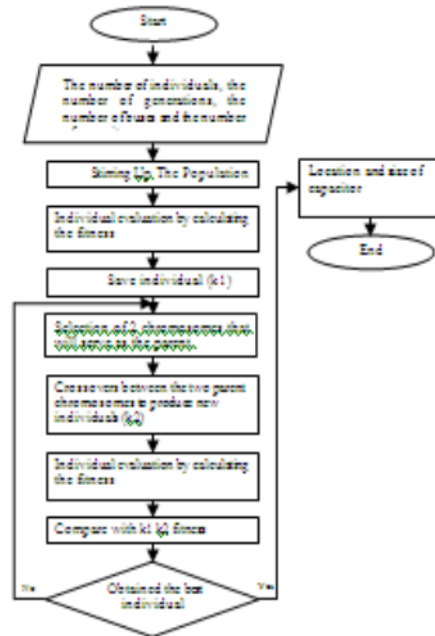 Start
The number of individuals, the
number of generations, the
number of buses and the number
Stirring Up, The Population
Individual evaluation by calculating
the fitness
Save individual (k1)
Selection of 2 chromosomes that
will serve as the parent.
Crossovers between the two parent
chromosomes to produce new
individuals (k2)
Individual evaluation by calculating
the fitness
Compare with k1 k2 fitness
Obtained the best
individual
No
Yes
Location and size of
capacitor
End